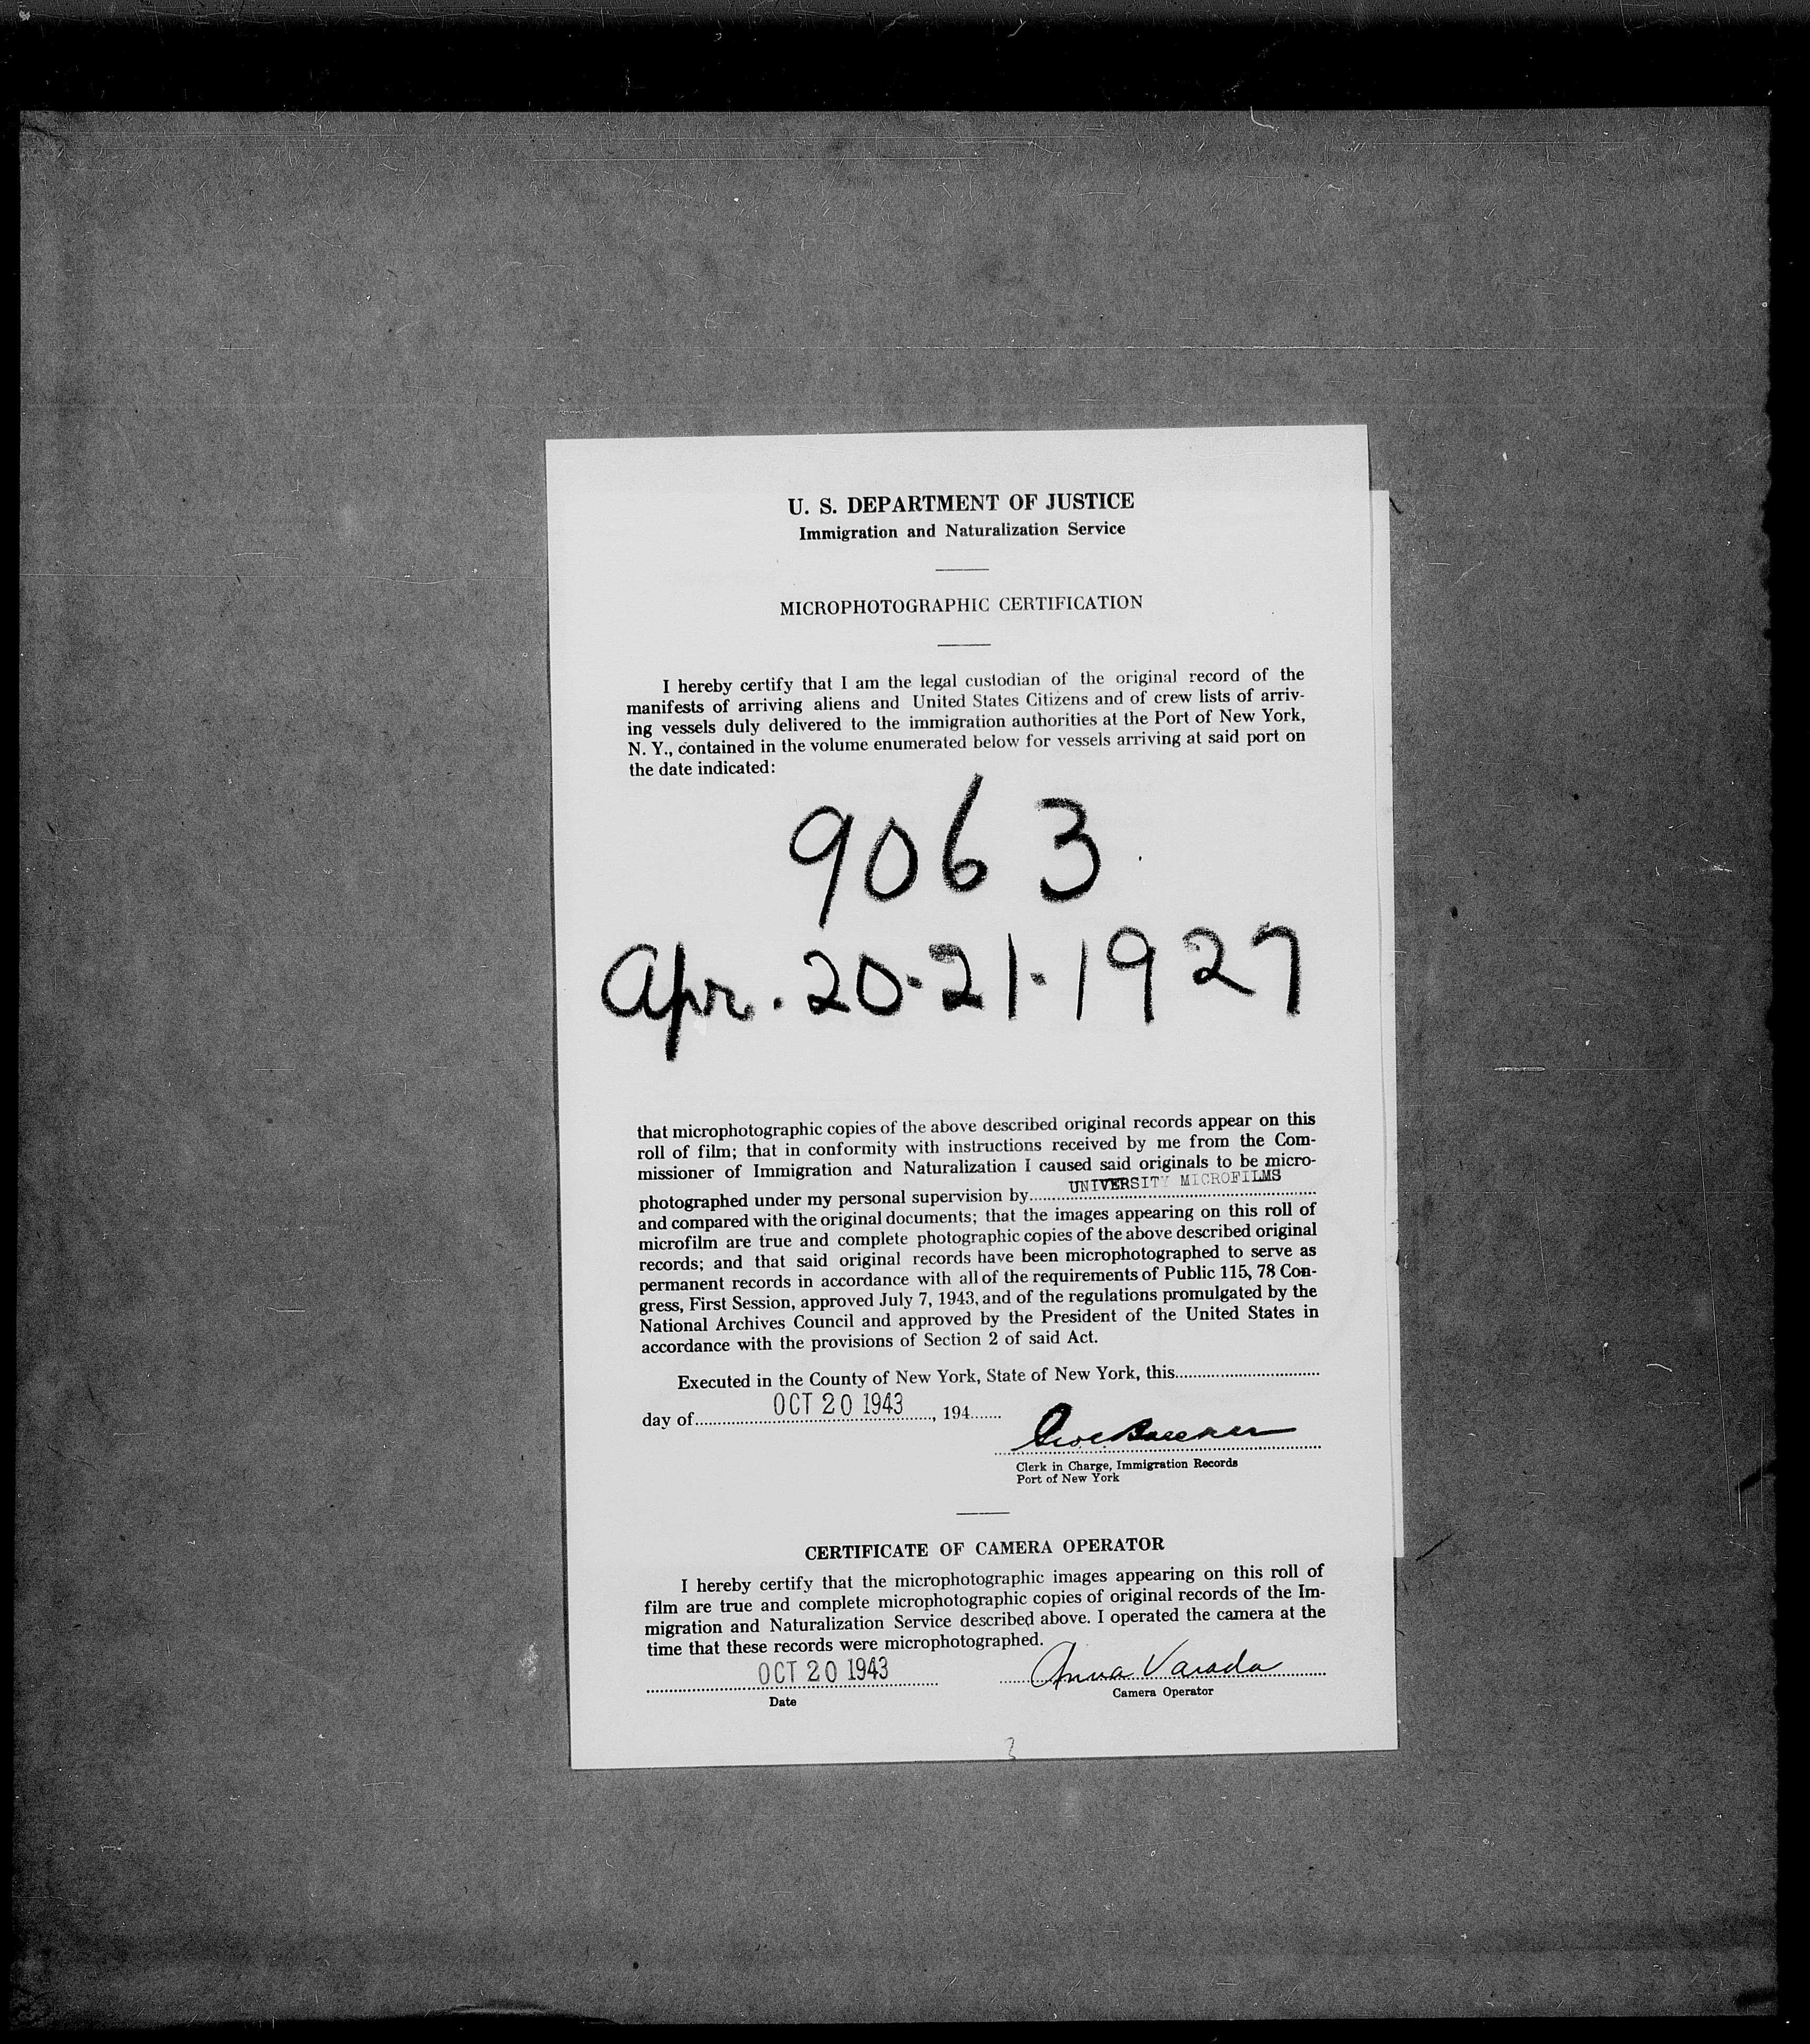 U. S. DEPARTMENT OF JUSTICE
Immigration and Naturalization Service
MICROPHOTOGRAPHIC CERTIFICATION
I hereby certify that I am the legal custodian of the original record of the
manifests of arriving aliens and United States Citizens and of crew lists of arriv-
ing vessels duly delivered to the immigration authorities at the Port of New York,
N. Y., contained in the volume enumerated below for vessels arriving at said port on
the date indicated:
9063
Apr. 20-21-1927
that microphotographic copies of the above described original records appear on this
roll of film; that in conformity with instructions received by me from the Com-
missioner of Immigration and Naturalization I caused said originals to be micro-
photographed under my personal supervision by UNIVERSITY MICROFILMS
and compared with the original documents; that the images appearing on this roll of
microfilm are true and complete photographic copies of the above described original
records; and that said original records have been microphotographed to serve as
permanent records in accordance with all of the requirements of Public 115, 78 Con-
gress, First Session, approved July 7, 1943, and of the regulations promulgated by the
National Archives Council and approved by the President of the United States in
accordance with the provisions of Section 2 of said Act.
Executed in the County of New York, State of New York, this
day of OCT 20 1943, 194
Clerk in Charge, Immigration Records
Port of New York
CERTIFICATE OF CAMERA OPERATOR
I hereby certify that the microphotographic images appearing on this roll of
film are true and complete microphotographic copies of original records of the Im-
migration and Naturalization Service described above. I operated the camera at the
time that these records were microphotographed.
OCT 20 1943 Anna Varada
Date Camera Operator
3